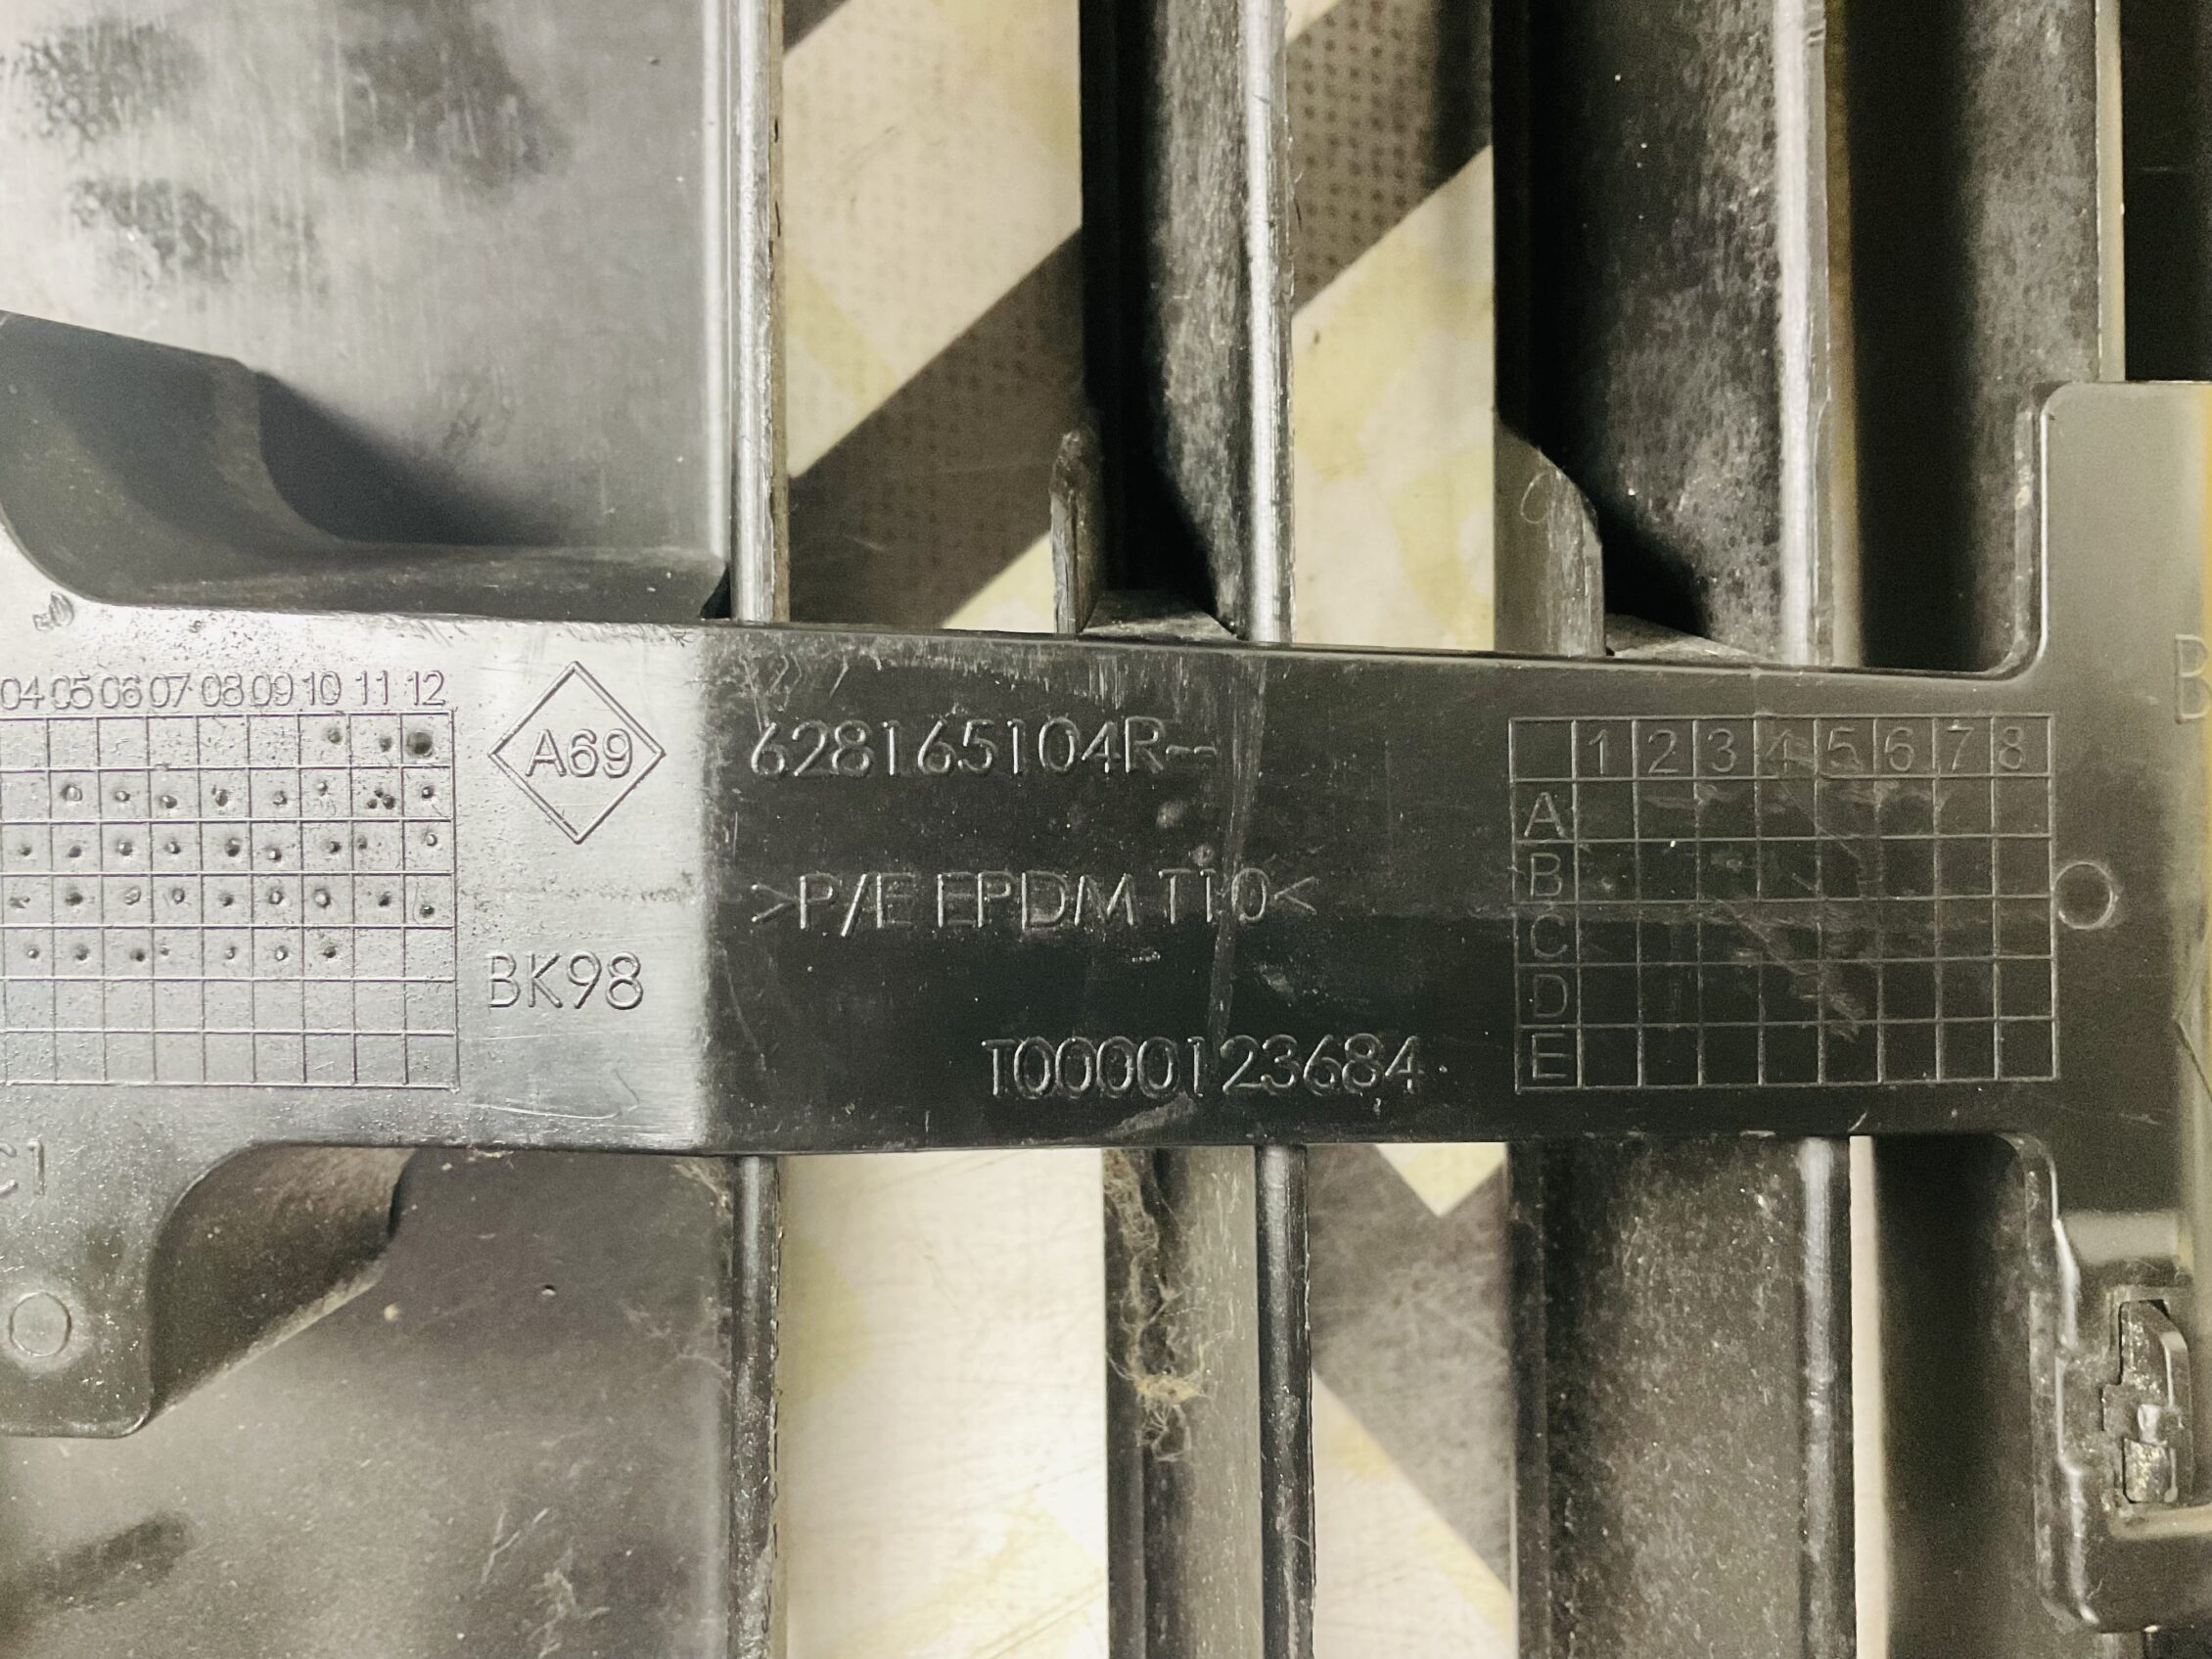 04 05 06 07 08 09 10 11 12
A69
BK98
628165104R--
>P/E EPDM T10<
T0000123684
1 2 3 4 5 6 7 8
A
B
C
D
E
B
C1